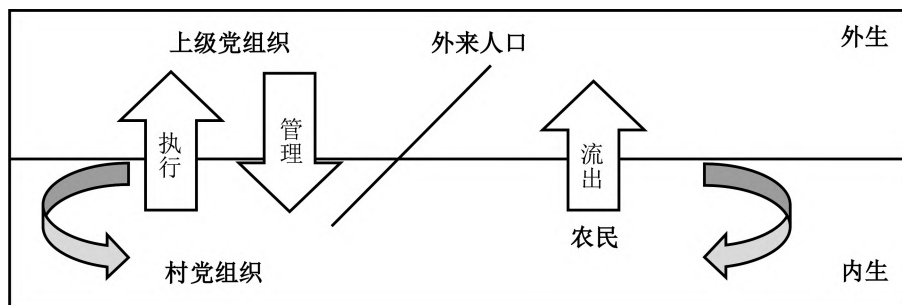 上级党组织
外来人口
外生
执行
管理
流出
农民
村党组织
内生